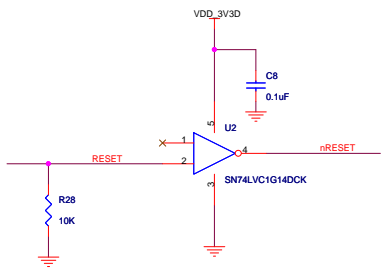 VDD_3V3D
C8
0.1uF
5
U2
1
RESET
2
4
nRESET
3
SN74LVC1G14DCK
R28
10K